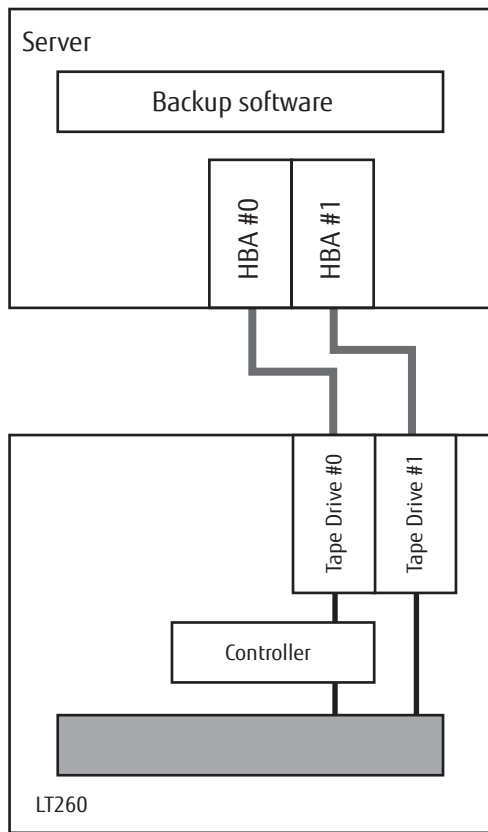 Server
Backup software
HBA #0
HBA #1
Tape Drive #0
Tape Drive #1
Controller
LT260